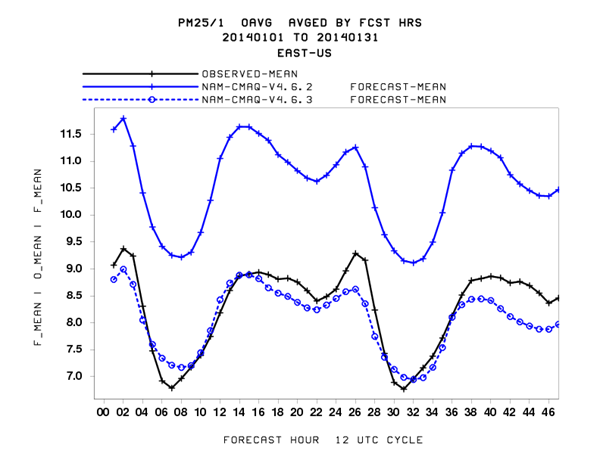 PM25/1 OAVG AVGED BY FCST HRS
20140101 TO 20140131
EAST-US
OBSERVED-MEAN
NAM-CMAQ-V4.6.2 FORECAST-MEAN
NAM-CMAQ-V4.6.3 FORECAST-MEAN
F_MEAN | O_MEAN | F_MEAN
11.5
11.0
10.5
10.0
9.5
9.0
8.5
8.0
7.5
7.0
00 02 04 06 08 10 12 14 16 18 20 22 24 26 28 30 32 34 36 38 40 42 44 46
FORECAST HOUR 12 UTC CYCLE